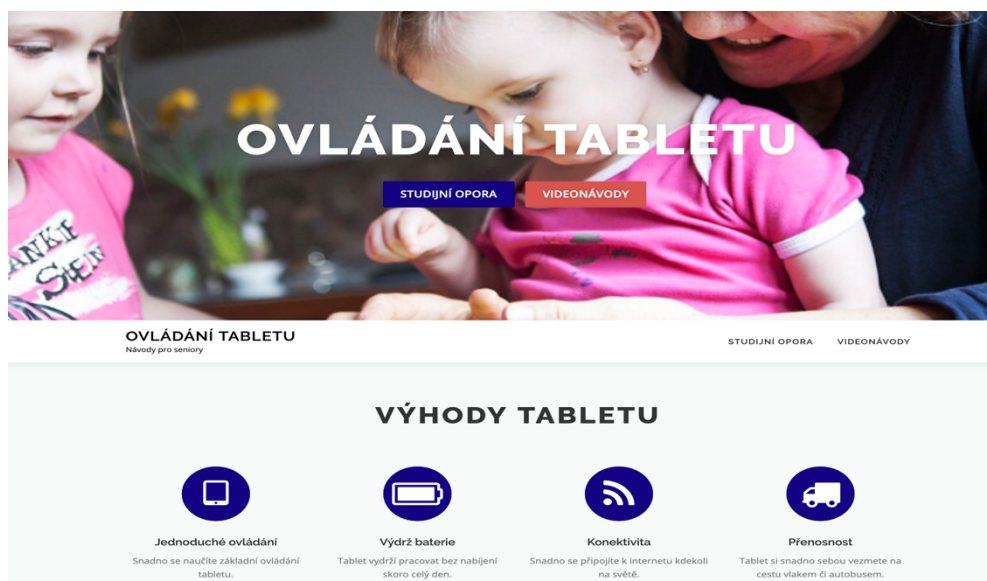 OVLÁDÁNÍ TABLETU
STUDIJNÍ OPORA VIDEONÁVODY
STEIN
OVLÁDÁNÍ TABLETU
Návody pro seniory
STUDIJNÍ OPORA VIDEONÁVODY
VÝHODY TABLETU
Jednoduché ovládání
Snadno se naučíte základní ovládání
tabletu.
Výdrž baterie
Tablet vydrží pracovat bez nabíjení
skoro celý den.
Konektivita
Snadno se připojíte k internetu kdekoli
na světě.
Přenosnost
Tablet si snadno sebou vezmete na
cestu vlakem či autobusem.